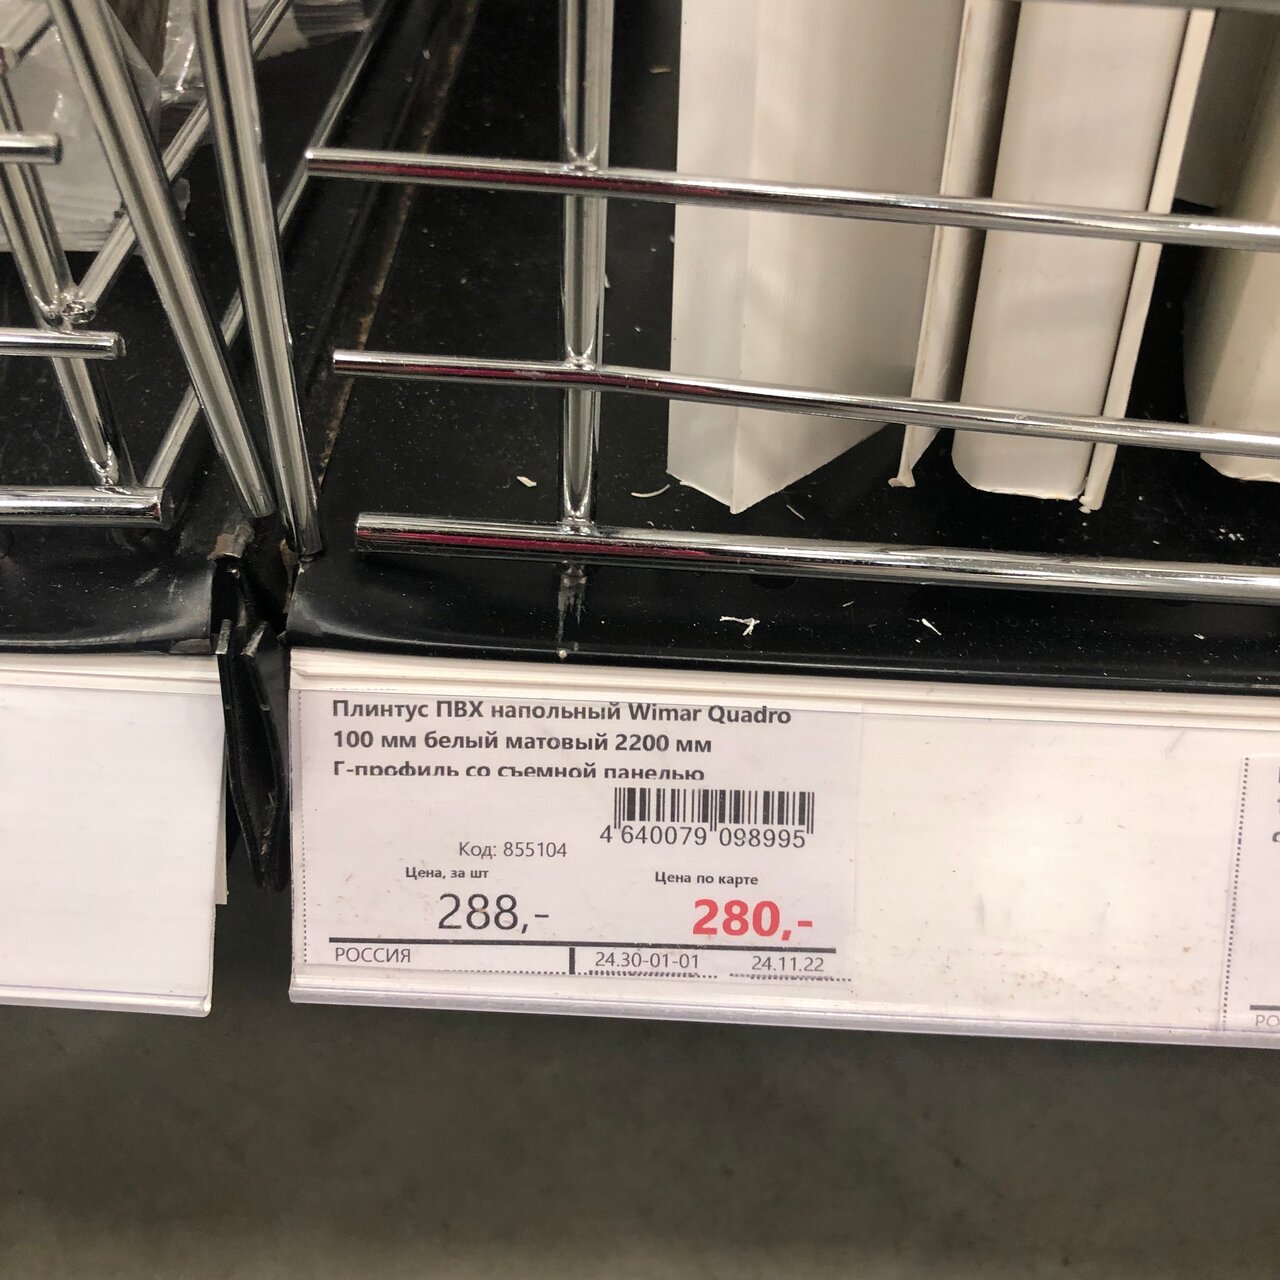 Плинтус ПВХ напольный Wimar Quadro
100 мм белый матовый 2200 мм
Г-профиль со съемной панелью
4 640079 098995
Код: 855104
Цена, за шт
Цена по карте
288,-
280,-
РОССИЯ
24.30-01-01
24.11.22
РО